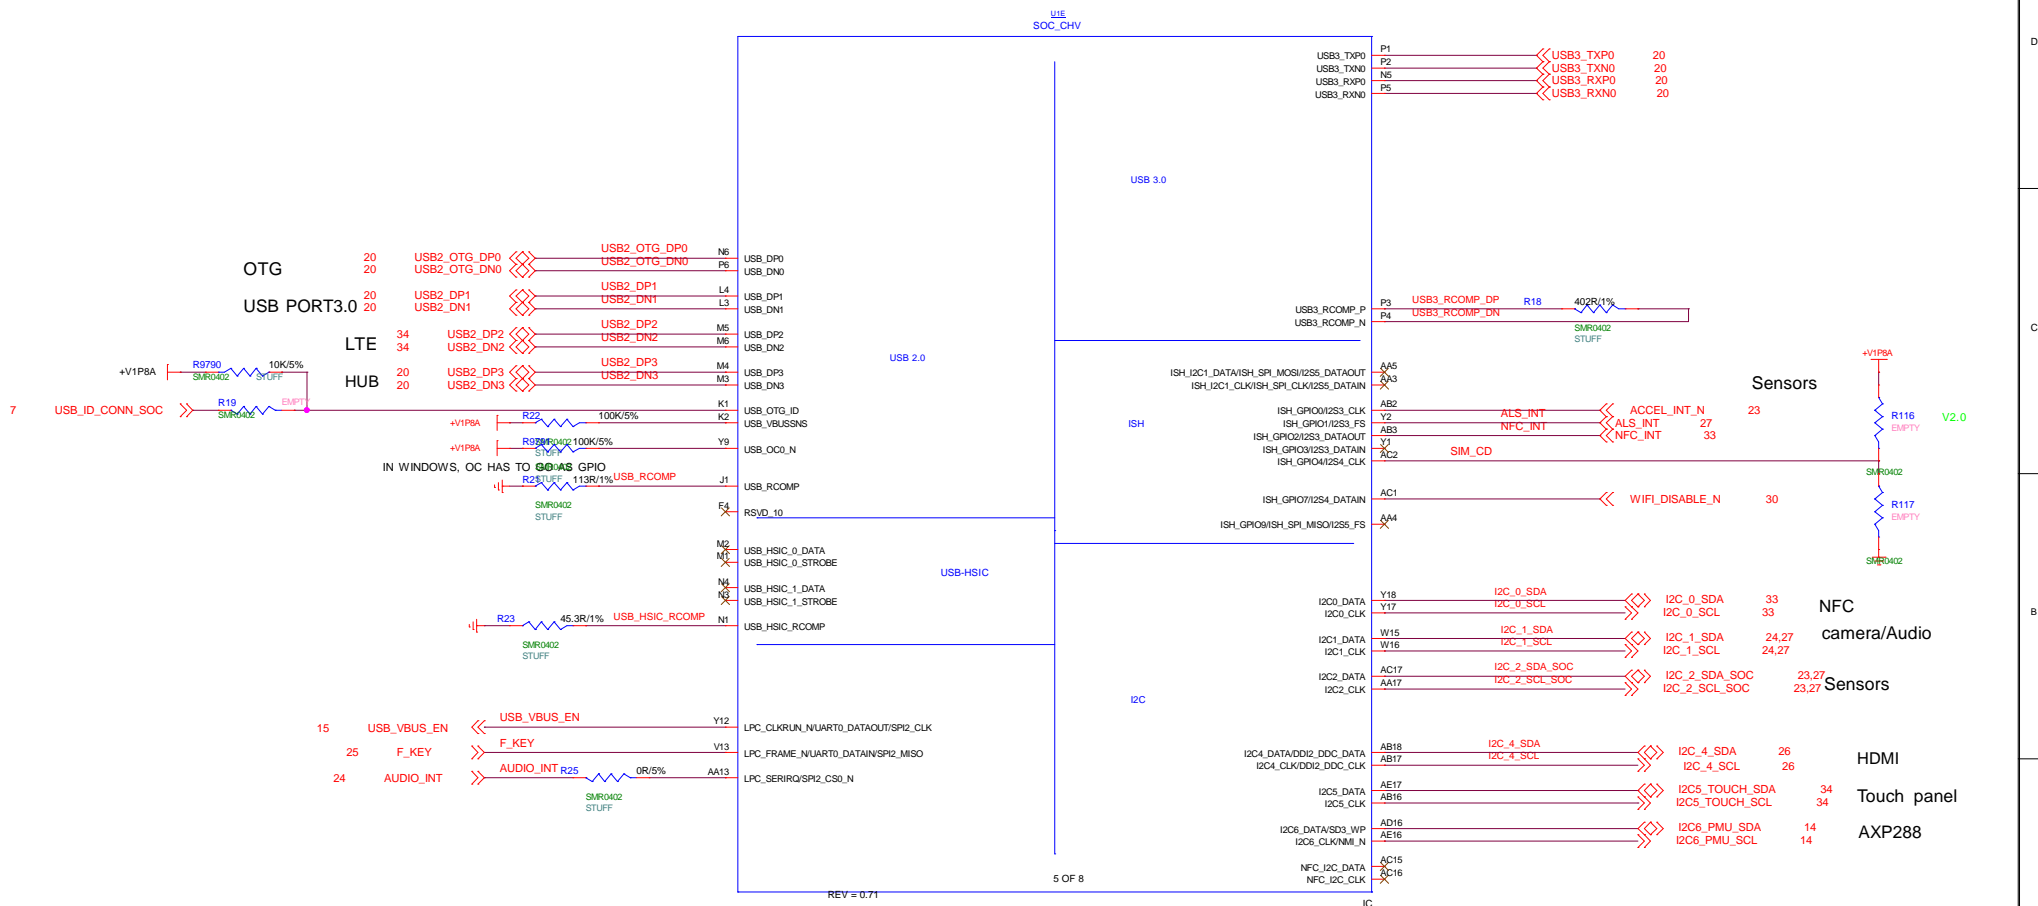 U1E
SOC_CHV
D
USB3_TXP0 P1 USB3_TXP0 20
USB3_TXN0 P2 USB3_TXN0 20
USB3_RXP0 N5 USB3_RXP0 20
USB3_RXN0 P5 USB3_RXN0 20
USB 3.0
OTG 20 USB2_OTG_DP0 USB2_OTG_DP0 N6 USB_DP0
20 USB2_OTG_DN0 USB2_OTG_DN0 P6 USB_DN0
USB PORT3.0 20 USB2_DP1 USB2_DP1 L4 USB_DP1
20 USB2_DN1 USB2_DN1 L3 USB_DN1
LTE 34 USB2_DP2 USB2_DP2 M5 USB_DP2
34 USB2_DN2 USB2_DN2 M6 USB_DN2
HUB 20 USB2_DP3 USB2_DP3 M4 USB_DP3
20 USB2_DN3 USB2_DN3 M3 USB_DN3
USB 2.0
USB3_RCOMP_P P3 USB3_RCOMP_DP R18 402R/1%
USB3_RCOMP_N P4 USB3_RCOMP_DN
SMR0402
STUFF
C
+V1P8A R9790 10K/5%
SMR0402 STUFF
7 USB_ID_CONN_SOC R19 EMPTY K1 USB_OTG_ID
SMR0402
+V1P8A R22 100K/5% K2 USB_VBUSSNS
SMR0402
STUFF
+V1P8A R9791 100K/5% Y9 USB_OC0_N
SMR0402
STUFF
IN WINDOWS, OC HAS TO GO AS GPIO
R21 113R/1% USB_RCOMP J1 USB_RCOMP
SMR0402
STUFF
F4 RSVD_10
ISH
ISH_I2C1_DATA/ISH_SPI_MOSI/I2S5_DATAOUT AA5
ISH_I2C1_CLK/ISH_SPI_CLK/I2S5_DATAIN AA3
Sensors
ISH_GPIO0/I2S3_CLK AB2 ACCEL_INT_N 23
ISH_GPIO1/I2S3_FS Y2 ALS_INT ALS_INT 27
ISH_GPIO2/I2S3_DATAOUT AB3 NFC_INT NFC_INT 33
ISH_GPIO3/I2S3_DATAIN Y1
ISH_GPIO4/I2S4_CLK AC2 SIM_CD
ISH_GPIO7/I2S4_DATAIN AC1 WIFI_DISABLE_N 30
ISH_GPIO9/ISH_SPI_MISO/I2S5_FS AA4
+V1P8A
R116
EMPTY
V2.0
SMR0402
R117
EMPTY
SMR0402
M2 USB_HSIC_0_DATA
M1 USB_HSIC_0_STROBE
USB-HSIC
N4 USB_HSIC_1_DATA
N3 USB_HSIC_1_STROBE
R23 45.3R/1% USB_HSIC_RCOMP N1 USB_HSIC_RCOMP
SMR0402
STUFF
B
I2C0_DATA Y18 I2C_0_SDA I2C_0_SDA 33 NFC
I2C0_CLK Y17 I2C_0_SCL I2C_0_SCL 33
I2C1_DATA W15 I2C_1_SDA I2C_1_SDA 24,27 camera/Audio
I2C1_CLK W16 I2C_1_SCL I2C_1_SCL 24,27
I2C2_DATA AC17 I2C_2_SDA_SOC I2C_2_SDA_SOC 23,27 Sensors
I2C2_CLK AA17 I2C_2_SCL_SOC I2C_2_SCL_SOC 23,27
I2C
15 USB_VBUS_EN USB_VBUS_EN Y12 LPC_CLKRUN_N/UART0_DATAOUT/SPI2_CLK
25 F_KEY F_KEY V13 LPC_FRAME_N/UART0_DATAIN/SPI2_MISO
24 AUDIO_INT AUDIO_INT R25 0R/5% AA13 LPC_SERIRQ/SPI2_CS0_N
SMR0402
STUFF
I2C4_DATA/DDI2_DDC_DATA AB18 I2C_4_SDA I2C_4_SDA 26 HDMI
I2C4_CLK/DDI2_DDC_CLK AB17 I2C_4_SCL I2C_4_SCL 26
I2C5_DATA AE17 I2C5_TOUCH_SDA 34 Touch panel
I2C5_CLK AB16 I2C5_TOUCH_SCL 34
I2C6_DATA/SD3_WP AD16 I2C6_PMU_SDA 14 AXP288
I2C6_CLK/NMI_N AE16 I2C6_PMU_SCL 14
NFC_I2C_DATA AC15
NFC_I2C_CLK AC16
5 OF 8
REV = 0.71
IC